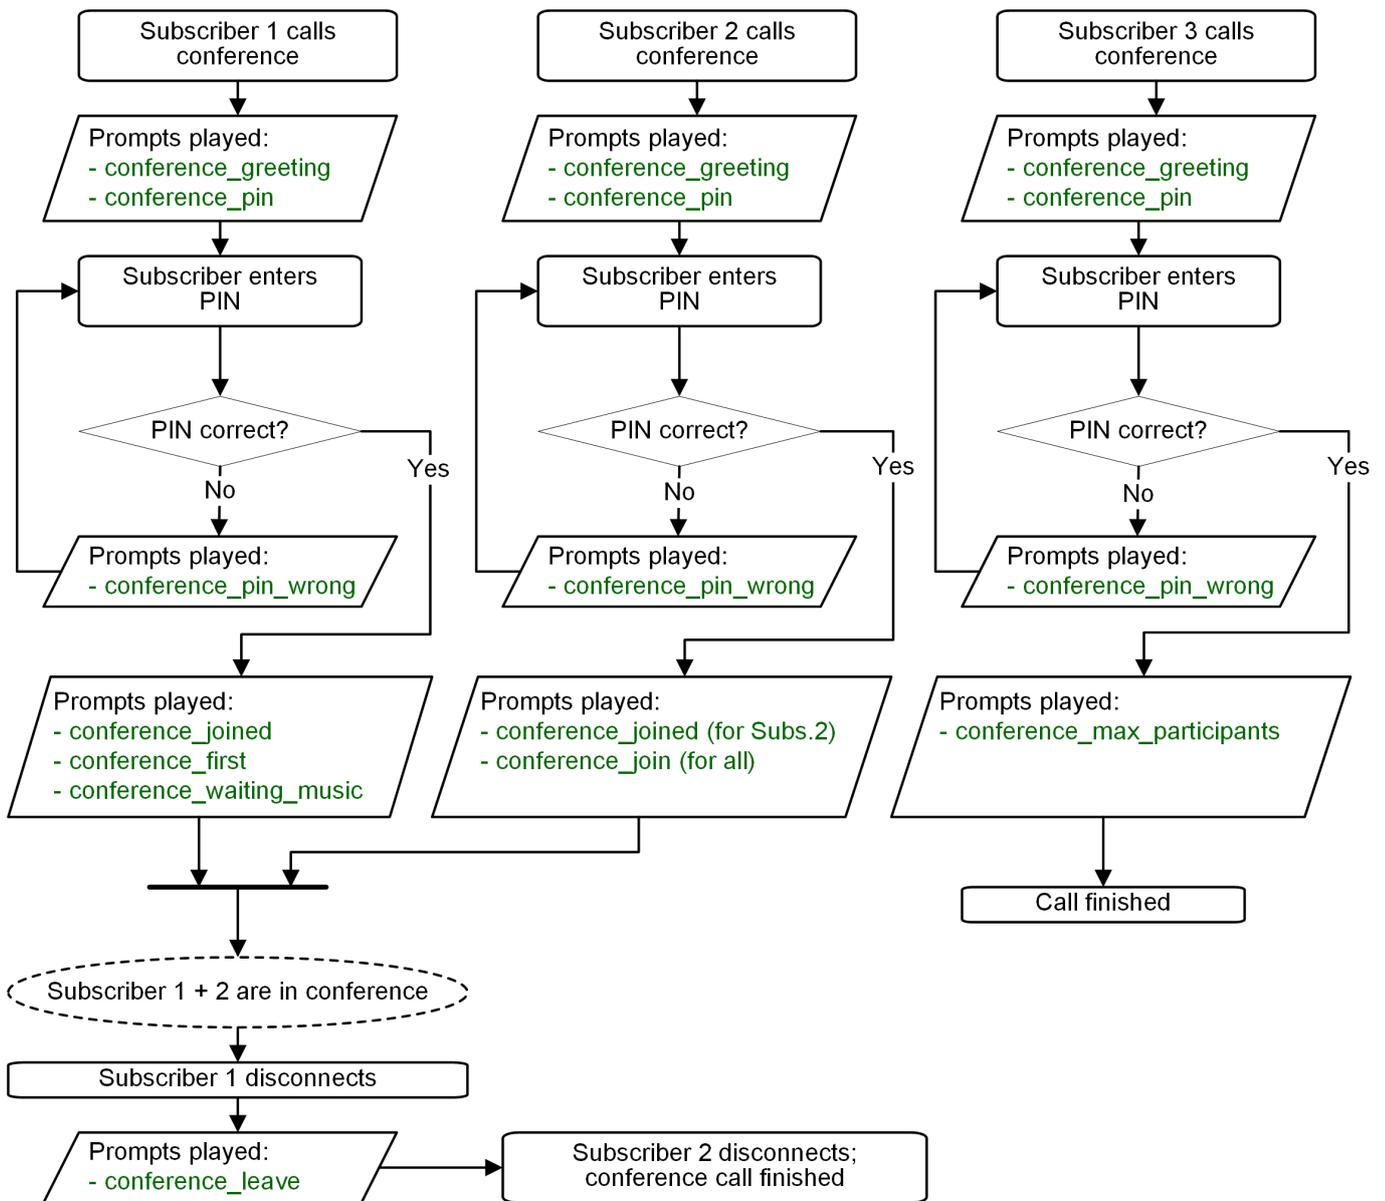 Subscriber 1 calls
conference
Prompts played:
- conference_greeting
- conference_pin
Subscriber enters
PIN
PIN correct?
Yes
No
Prompts played:
- conference_pin_wrong
Prompts played:
- conference_joined
- conference_first
- conference_waiting_music
Subscriber 2 calls
conference
Prompts played:
- conference_greeting
- conference_pin
Subscriber enters
PIN
PIN correct?
Yes
No
Prompts played:
- conference_pin_wrong
Prompts played:
- conference_joined (for Subs.2)
- conference_join (for all)
Subscriber 3 calls
conference
Prompts played:
- conference_greeting
- conference_pin
Subscriber enters
PIN
PIN correct?
Yes
No
Prompts played:
- conference_pin_wrong
Prompts played:
- conference_max_participants
Call finished
Subscriber 1 + 2 are in conference
Subscriber 1 disconnects
Prompts played:
- conference_leave
Subscriber 2 disconnects;
conference call finished